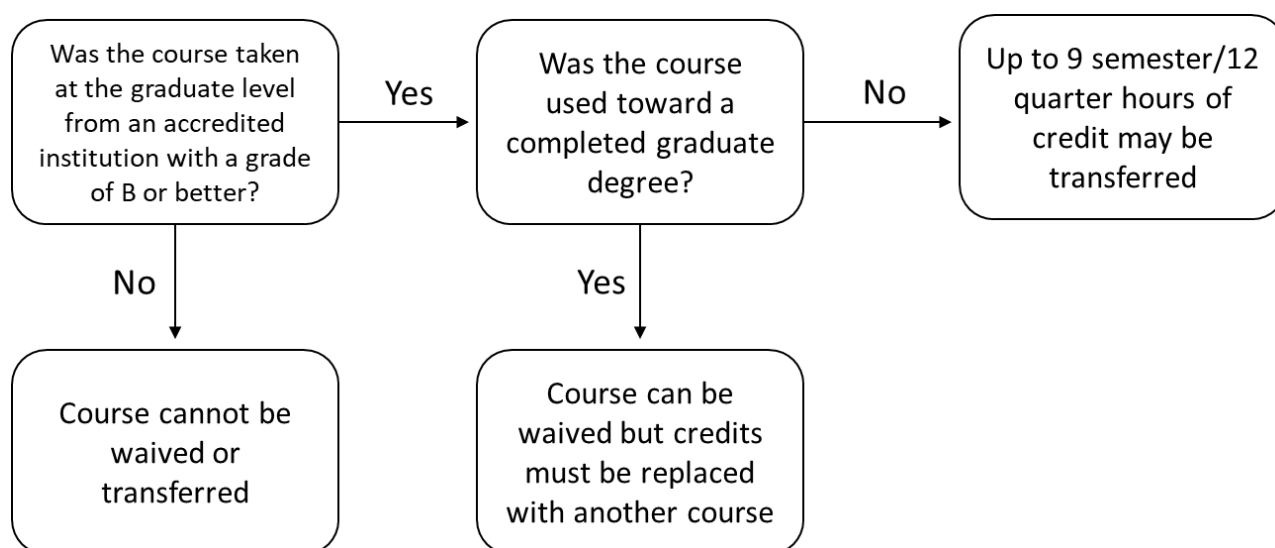 Was the course taken
at the graduate level
from an accredited
institution with a grade
of B or better?
Yes
Was the course
used toward a
completed graduate
degree?
No
Up to 9 semester/12
quarter hours of
credit may be
transferred
No
Yes
Course cannot be
waived or
transferred
Course can be
waived but credits
must be replaced
with another course